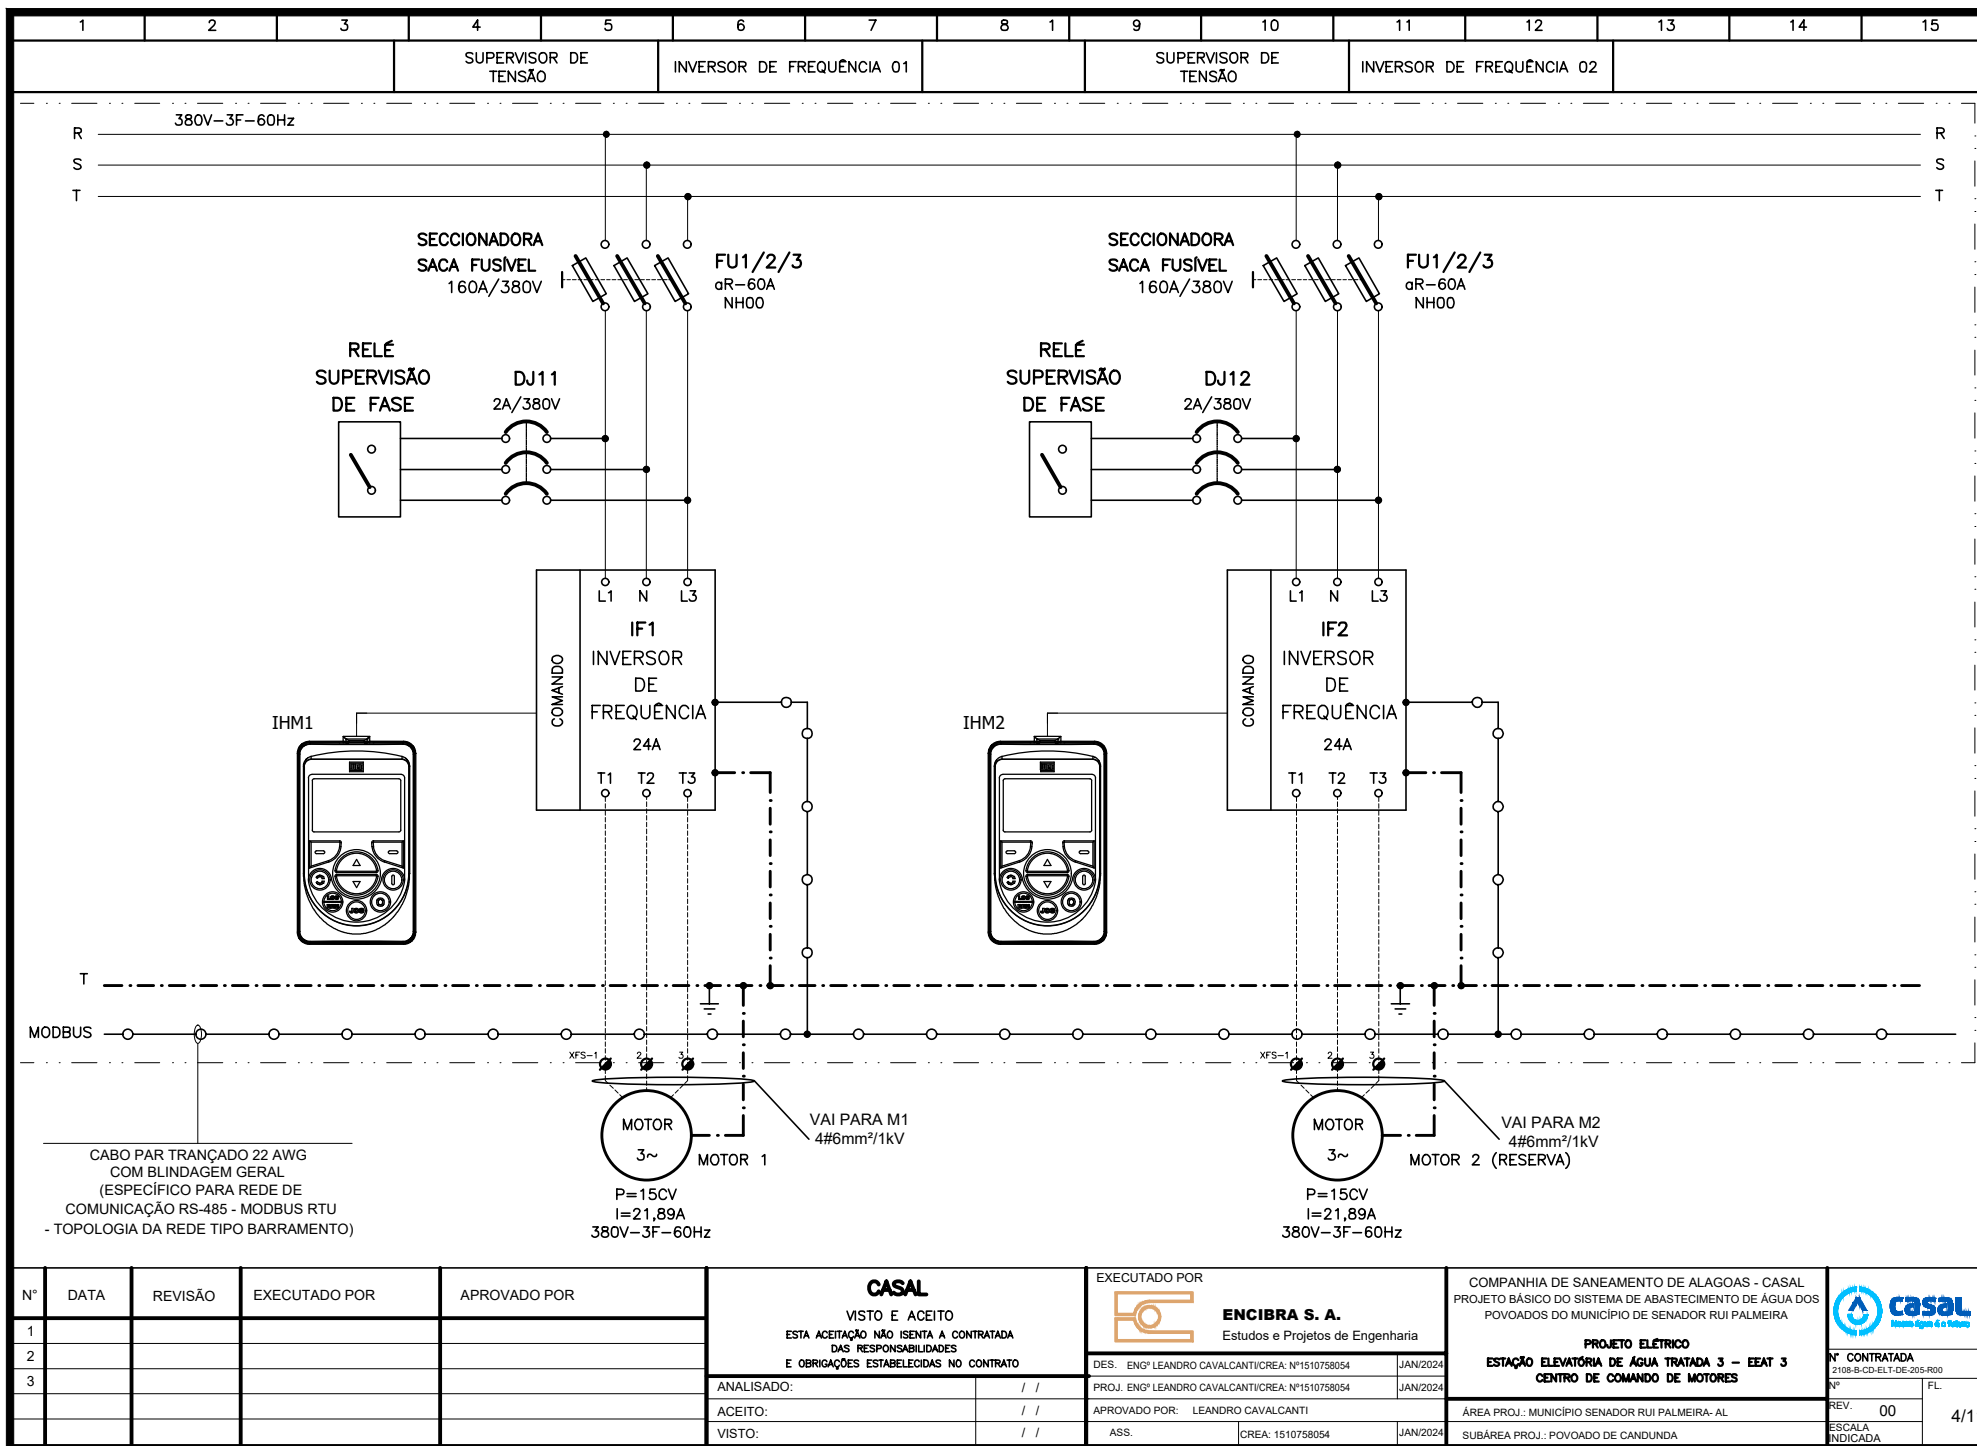 1 2 3 4 5 6 7 8 1 9 10 11 12 13 14 15
SUPERVISOR DE
TENSÃO
INVERSOR DE FREQUÊNCIA 01
SUPERVISOR DE
TENSÃO
INVERSOR DE FREQUÊNCIA 02
380V-3F-60Hz
R R
S S
T T
SECCIONADORA
SACA FUSÍVEL
160A/380V
FU1/2/3
aR-60A
NH00
SECCIONADORA
SACA FUSÍVEL
160A/380V
FU1/2/3
aR-60A
NH00
RELÉ
SUPERVISÃO
DE FASE
DJ11
2A/380V
RELÉ
SUPERVISÃO
DE FASE
DJ12
2A/380V
L1 N L3
IF1
INVERSOR
DE
FREQUÊNCIA
24A
T1 T2 T3
COMANDO
IHM1
L1 N L3
IF2
INVERSOR
DE
FREQUÊNCIA
24A
T1 T2 T3
COMANDO
IHM2
JOG
JOG
T
MODBUS
XFS-1 2 3
XFS-1 2 3
MOTOR
3~
MOTOR 1
VAI PARA M1
4#6mm²/1kV
P=15CV
I=21,89A
380V-3F-60Hz
MOTOR
3~
MOTOR 2 (RESERVA)
VAI PARA M2
4#6mm²/1kV
P=15CV
I=21,89A
380V-3F-60Hz
CABO PAR TRANÇADO 22 AWG
COM BLINDAGEM GERAL
(ESPECÍFICO PARA REDE DE
COMUNICAÇÃO RS-485 - MODBUS RTU
- TOPOLOGIA DA REDE TIPO BARRAMENTO)
N° DATA REVISÃO EXECUTADO POR APROVADO POR
1
2
3
CASAL
VISTO E ACEITO
ESTA ACEITAÇÃO NÃO ISENTA A CONTRATADA
DAS RESPONSABILIDADES
E OBRIGAÇÕES ESTABELECIDAS NO CONTRATO
ANALISADO: / /
ACEITO: / /
VISTO: / /
EXECUTADO POR
ENCIBRA S. A.
Estudos e Projetos de Engenharia
DES. ENGº LEANDRO CAVALCANTI/CREA: Nº1510758054 JAN/2024
PROJ. ENGº LEANDRO CAVALCANTI/CREA: Nº1510758054 JAN/2024
APROVADO POR: LEANDRO CAVALCANTI
ASS. CREA: 1510758054 JAN/2024
COMPANHIA DE SANEAMENTO DE ALAGOAS - CASAL
PROJETO BÁSICO DO SISTEMA DE ABASTECIMENTO DE ÁGUA DOS
POVOADOS DO MUNICÍPIO DE SENADOR RUI PALMEIRA
PROJETO ELÉTRICO
ESTAÇÃO ELEVATÓRIA DE ÁGUA TRATADA 3 - EEAT 3
CENTRO DE COMANDO DE MOTORES
ÁREA PROJ.: MUNICÍPIO SENADOR RUI PALMEIRA- AL
SUBÁREA PROJ.: POVOADO DE CANDUNDA
casal
Nossa água é o futuro
N° CONTRATADA
2108-B-CD-ELT-DE-205-R00
Nº FL.
REV. 00
4/1
ESCALA
INDICADA